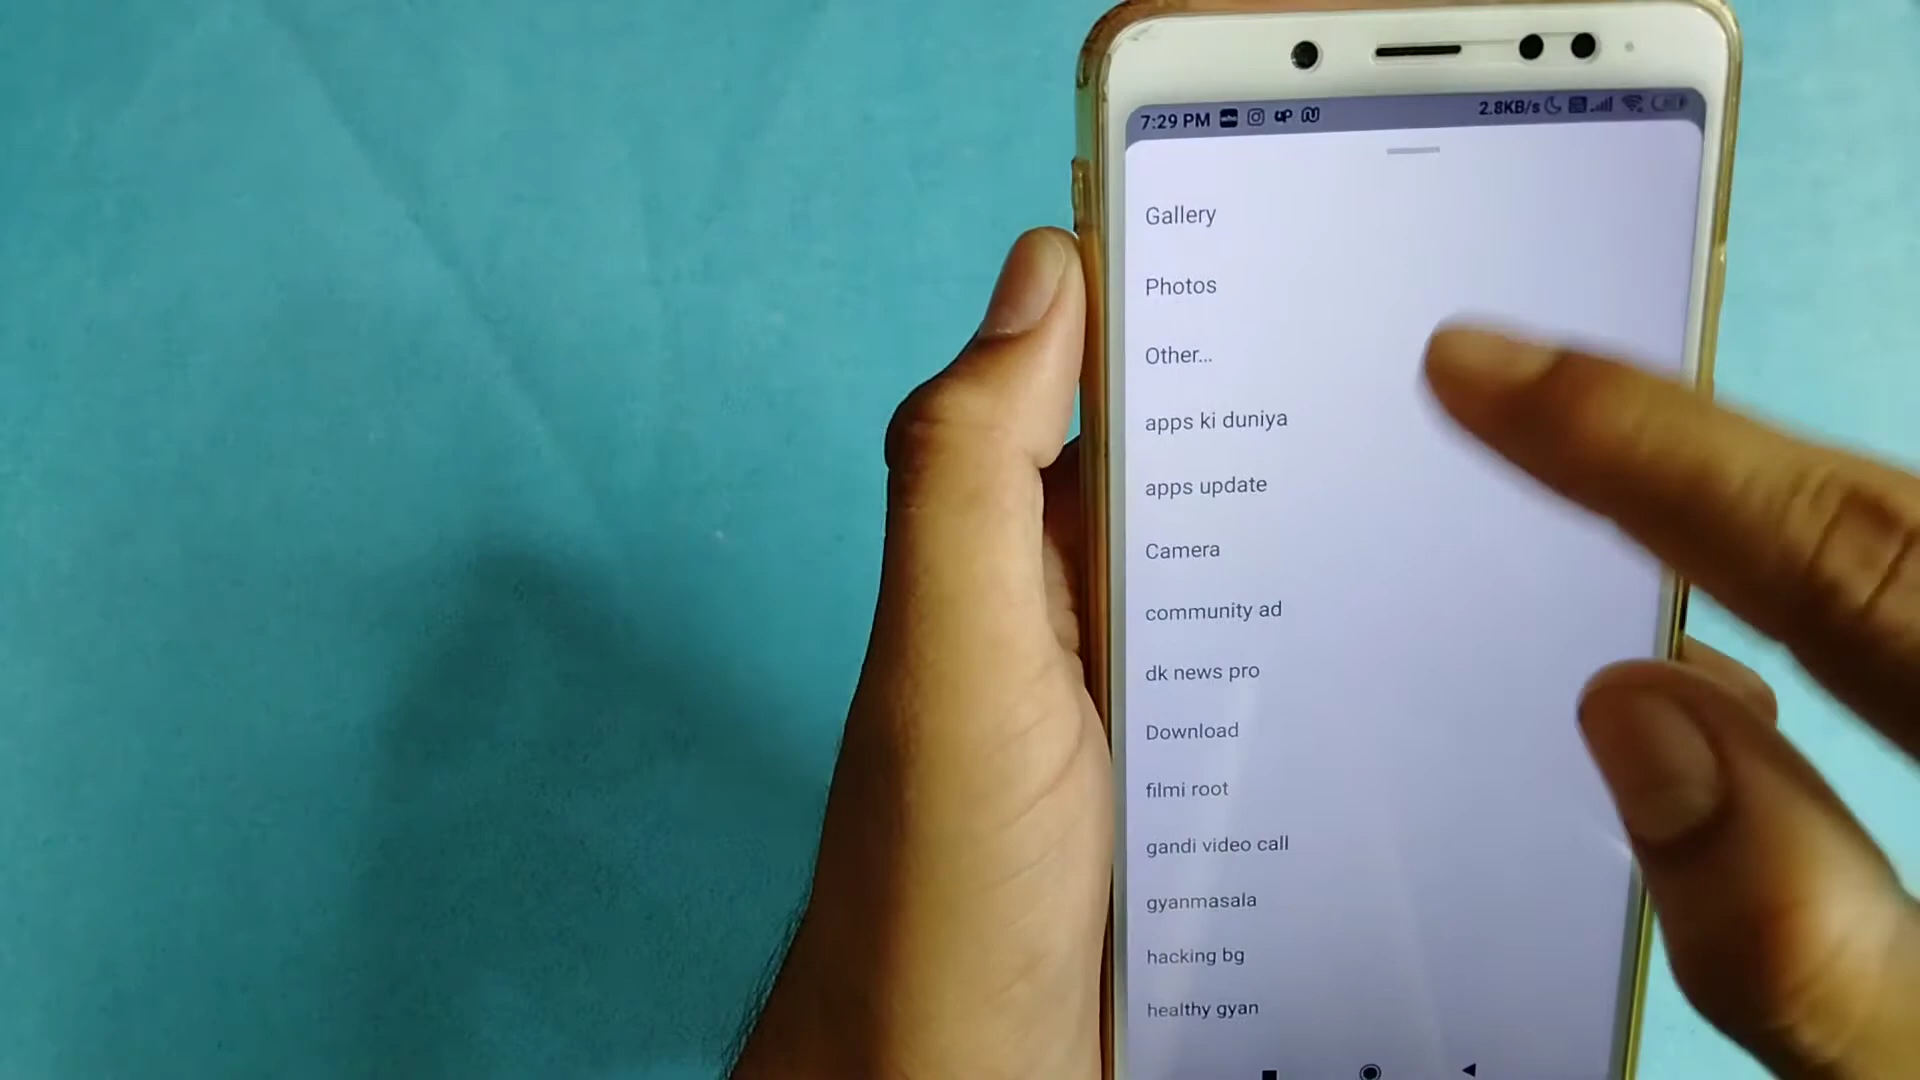 7:29 PM
2.8KB/s
Gallery
Photos
Other...
apps ki duniya
apps update
Camera
community ad
dk news pro
Download
filmi root
gandi video call
gyanmasala
hacking bg
healthy gyan